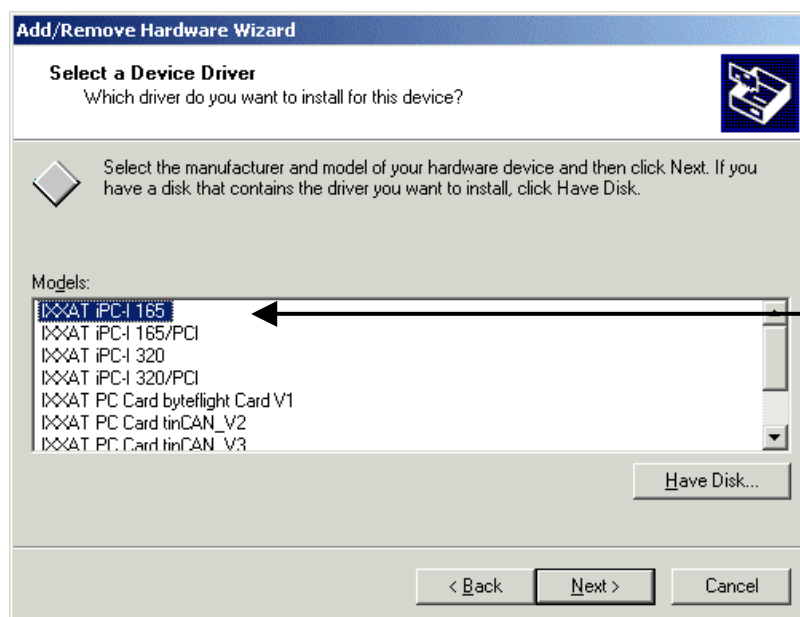 Add/Remove Hardware Wizard
Select a Device Driver
Which driver do you want to install for this device?
Select the manufacturer and model of your hardware device and then click Next. If you
have a disk that contains the driver you want to install, click Have Disk.
Models:
IXXAT iPC-I 165
IXXAT iPC-I 165/PCI
IXXAT iPC-I 320
IXXAT iPC-I 320/PCI
IXXAT PC Card byteflight Card V1
IXXAT PC Card tinCAN_V2
IXXAT PC Card tinCAN_V3
Have Disk...
< Back
Next >
Cancel